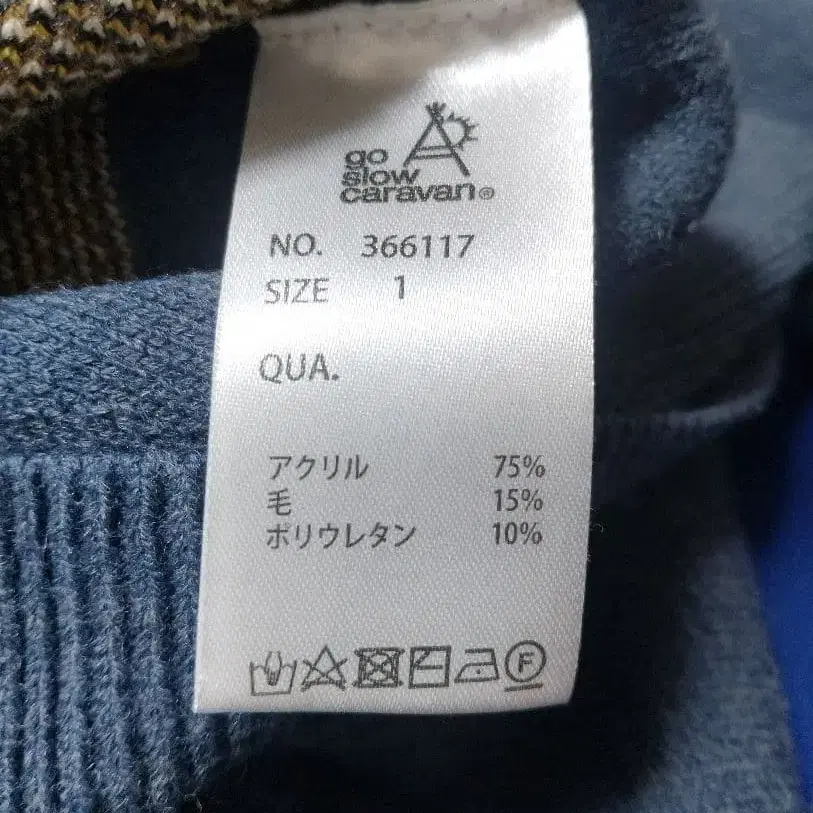 go
slow
caravan®
NO. 366117
SIZE 1
QUA.
アクリル 75%
毛 15%
ポリウレタン 10%
F